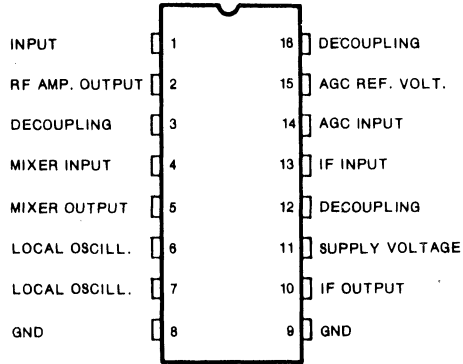 INPUT 1 16 DECOUPLING
RF AMP. OUTPUT 2 15 AGC REF. VOLT.
DECOUPLING 3 14 AGC INPUT
MIXER INPUT 4 13 IF INPUT
MIXER OUTPUT 5 12 DECOUPLING
LOCAL OSCILL. 6 11 SUPPLY VOLTAGE
LOCAL OSCILL. 7 10 IF OUTPUT
GND 8 9 GND